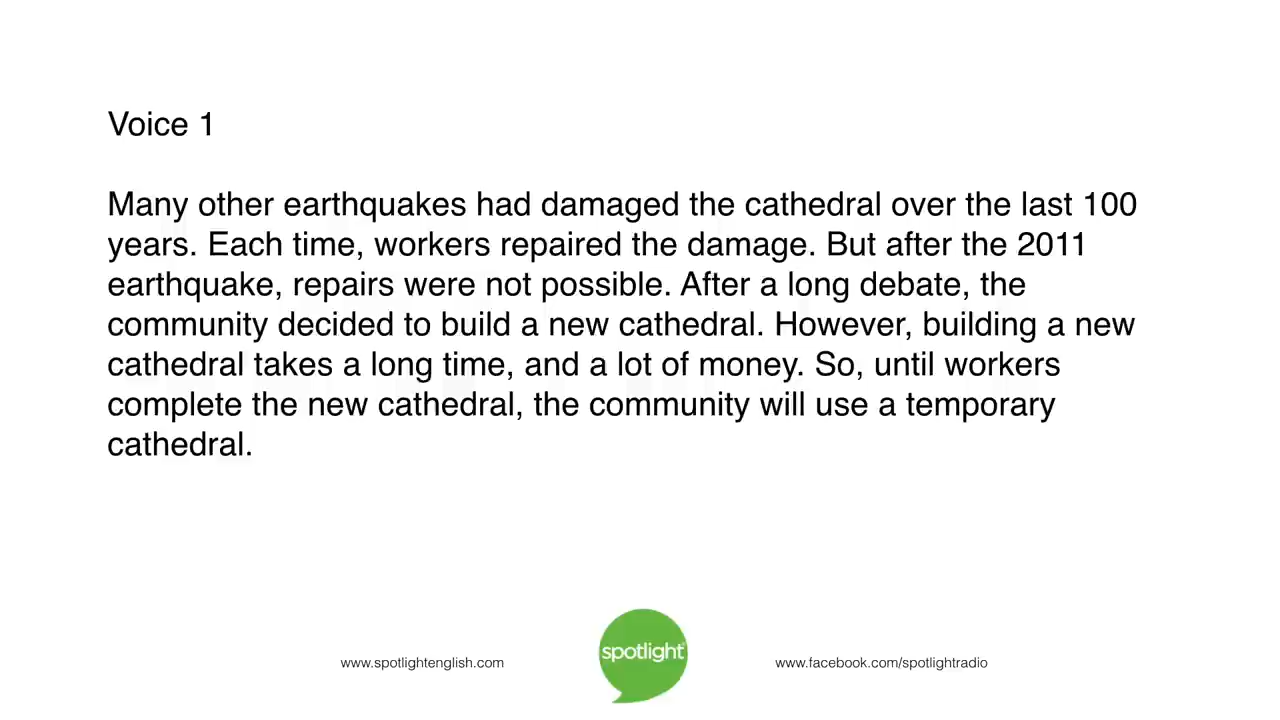 Voice 1
Many other earthquakes had damaged the cathedral over the last 100
years. Each time, workers repaired the damage. But after the 2011
earthquake, repairs were not possible. After a long debate, the
community decided to build a new cathedral. However, building a new
cathedral takes a long time, and a lot of money. So, until workers
complete the new cathedral, the community will use a temporary
cathedral.
www.spotlightenglish.com
spotlight
www.facebook.com/spotlightradio